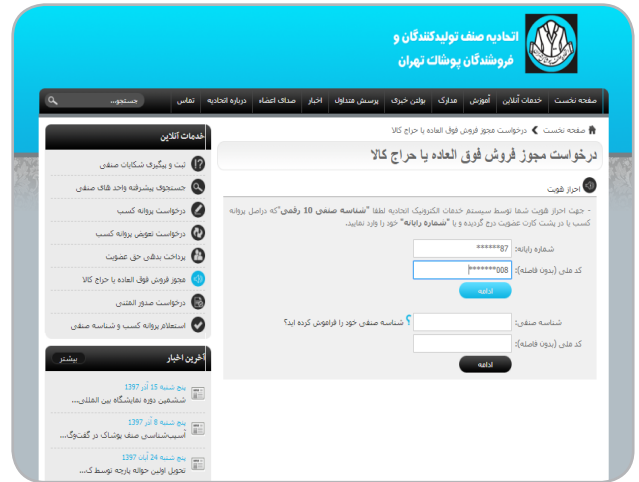 اتحادیه صنف تولیدکنندگان و
فروشندگان پوشاک تهران
صفحه نخست
خدمات آنلاین
آموزش
مدارک
بولتن خبری
پرسش متداول
اخبار
صدای اعضاء
درباره اتحادیه
تماس
جستجو...
صفحه نخست ❯ درخواست مجوز فروش فوق العاده یا حراج کالا
درخواست مجوز فروش فوق العاده یا حراج کالا
احراز هویت
- جهت احراز هویت شما توسط سیستم خدمات الکترونیک اتحادیه لطفا "شناسه صنفی 10 رقمی"که دراصل پروانه
کسب یا در پشت کارت عضویت درج گردیده و یا "شماره رایانه" خود را وارد نمایید.
شماره رایانه: 87******
کد ملی (بدون فاصله): 008*******
ادامه
شناسه صنفی:
؟ شناسه صنفی خود را فراموش کرده اید؟
کد ملی (بدون فاصله):
ادامه
خدمات آنلاین
ثبت و پیگیری شکایات صنفی
جستجوی پیشرفته واحد های صنفی
درخواست پروانه کسب
درخواست تعویض پروانه کسب
پرداخت بدهی حق عضویت
مجوز فروش فوق العاده یا حراج کالا
درخواست صدور المثنی
استعلام پروانه کسب و شناسه صنفی
آخرین اخبار
بیشتر
پنج شنبه 15 آذر 1397
ششمین دوره نمایشگاه بین المللی...
پنج شنبه 8 آذر 1397
آسیب‌شناسی صنف پوشاک در گفت‌وگ...
پنج شنبه 24 آبان 1397
تحویل اولین حواله پارچه توسط ک...